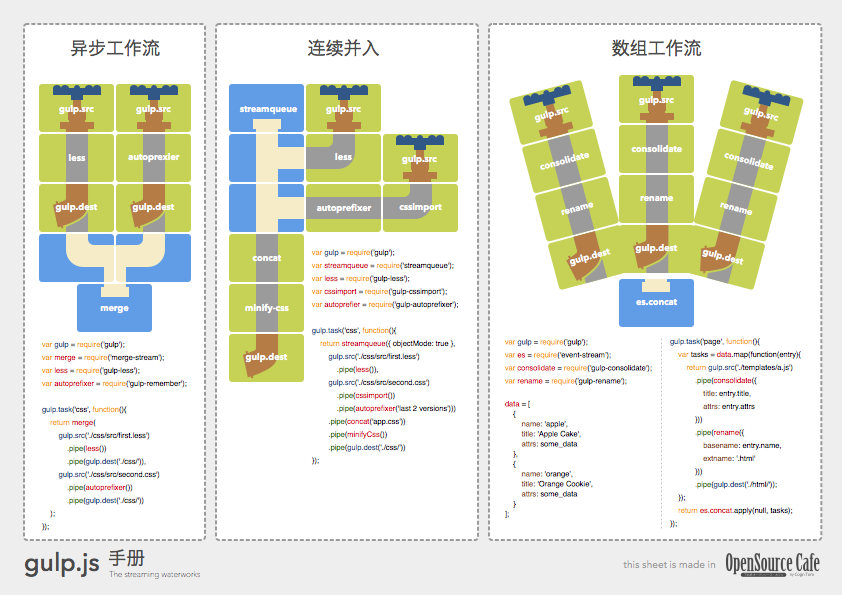 异步工作流
gulp.src
gulp.src
less
autoprexier
gulp.dest
gulp.dest
merge
var gulp = require('gulp');
var merge = require('merge-stream');
var less = require('gulp-less');
var autoprefixer = require('gulp-remember');
gulp.task('css', function(){
return merge(
gulp.src('./css/src/first.less')
.pipe(less())
.pipe(gulp.dest('./css/')),
gulp.src('./css/src/second.css')
.pipe(autoprefixer())
.pipe(gulp.dest('./css/'))
);
});
连续并入
streamqueue
gulp.src
less
gulp.src
autoprefixer
cssimport
concat
minify-css
gulp.dest
var gulp = require('gulp');
var streamqueue = require('streamqueue');
var less = require('gulp-less');
var cssimport = require('gulp-cssimport');
var autoprefier = require('gulp-autoprefixer');
gulp.task('css', function(){
return streamqueue({ objectMode: true },
gulp.src('./css/src/first.less')
.pipe(less()),
gulp.src('./css/src/second.css')
.pipe(cssimport())
.pipe(autoprefixer('last 2 versions')))
.pipe(concat('app.css'))
.pipe(minifyCss())
.pipe(gulp.dest('./css/'))
});
数组工作流
gulp.src
gulp.src
gulp.src
consolidate
consolidate
consolidate
rename
rename
rename
gulp.dest
gulp.dest
gulp.dest
es.concat
var gulp = require('gulp');
var es = require('event-stream');
var consolidate = require('gulp-consolidate');
var rename = require('gulp-rename');
data = [
{
name: 'apple',
title: 'Apple Cake',
attrs: some_data
},
{
name: 'orange',
title: 'Orange Cookie',
attrs: some_data
}
];
gulp.task('page', function(){
var tasks = data.map(function(entry){
return gulp.src('./templates/a.js')
.pipe(consolidate({
title: entry.title,
attrs: entry.attrs
}))
.pipe(rename({
basename: entry.name,
extname: '.html'
}))
.pipe(gulp.dest('./html/'));
});
return es.concat.apply(null, tasks);
});
gulp.js 手册
The streaming waterworks
this sheet is made in
OpenSource Cafe